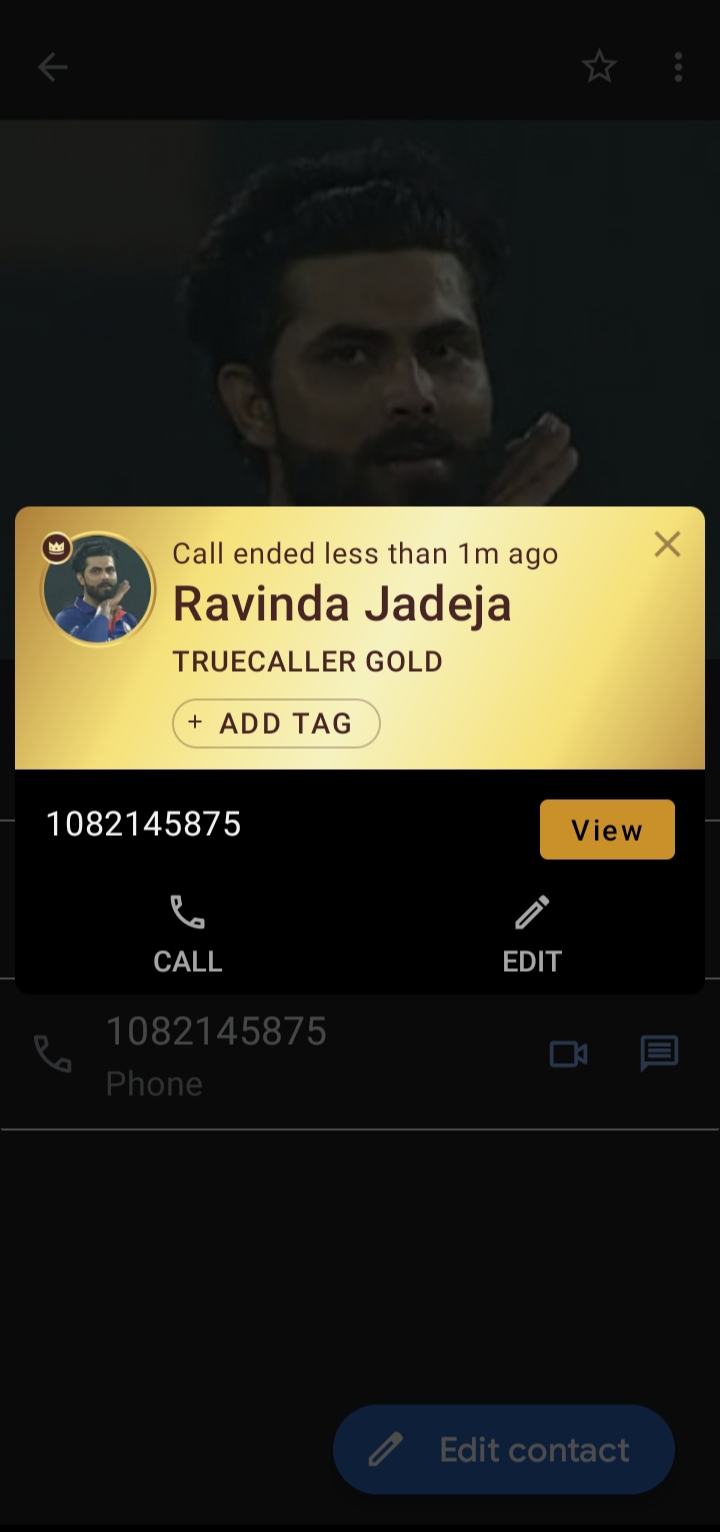 Call ended less than 1m ago
Ravinda Jadeja
TRUECALLER GOLD
+ ADD TAG
1082145875
View
CALL
EDIT
1082145875
Phone
Edit contact